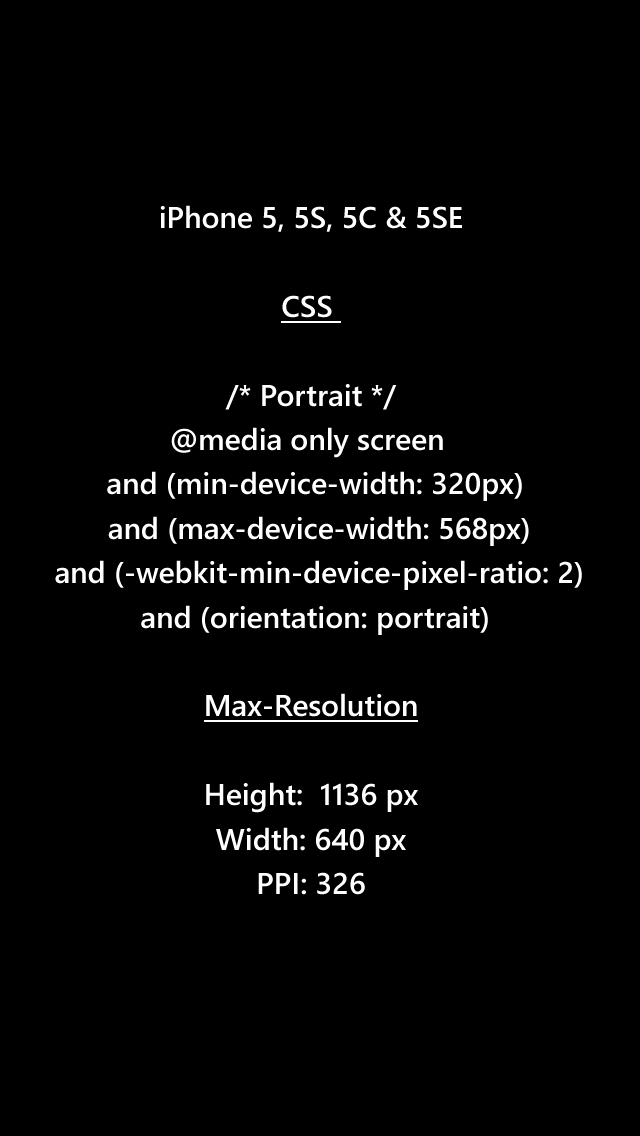 iPhone 5, 5S, 5C & 5SE
CSS
/* Portrait */
@media only screen
and (min-device-width: 320px)
and (max-device-width: 568px)
and (-webkit-min-device-pixel-ratio: 2)
and (orientation: portrait)
Max-Resolution
Height:  1136 px
Width: 640 px
PPI: 326